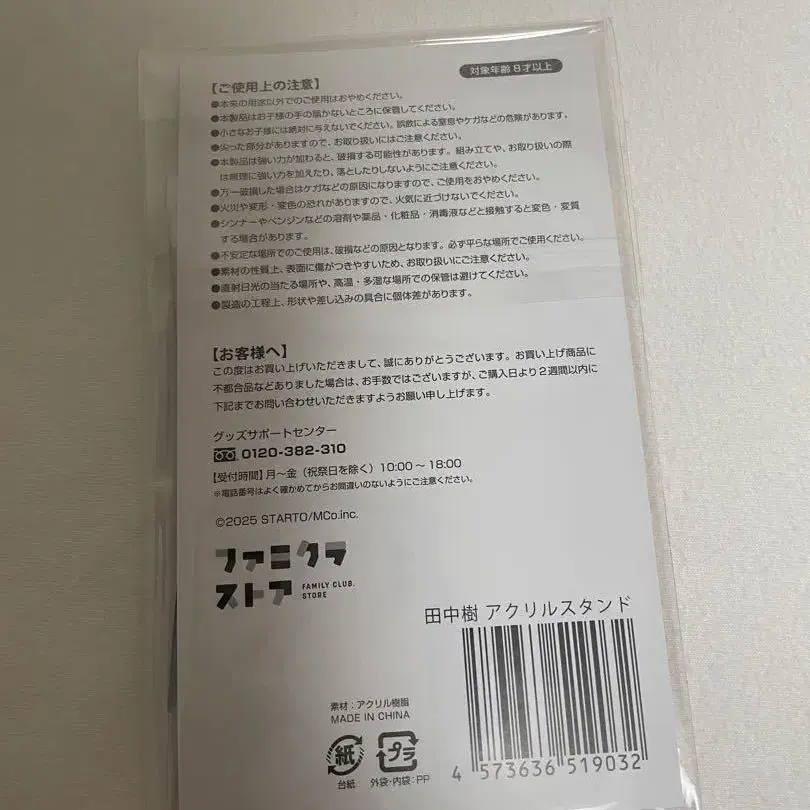 対象年齢 8才以上
【ご使用上の注意】
●本来の用途以外でのご使用はおやめください。
●本製品はお子様の手の届かないところに保管してください。
●小さなお子様には絶対に与えないでください。誤飲による窒息やケガなどの危険があります。
●尖った部分がありますので、お取り扱いにはご注意ください。
●本製品は強い力が加わると、破損する可能性があります。組み立てや、お取り扱いの際
は無理に強い力を加えたり、落としたりしないようにご注意ください。
●万一破損した場合はケガなどの原因になりますので、ご使用をおやめください。
●火災や変形・変色の恐れがありますので、火気に近づけないでください。
●シンナーやベンジンなどの溶剤や薬品・化粧品・消毒液などと接触すると変色・変質
する場合があります。
●不安定な場所でのご使用は、破損などの原因となります。必ず平らな場所でご使用ください。
●素材の性質上、表面に傷がつきやすいため、お取り扱いにご注意ください。
●直射日光の当たる場所や、高温・多湿な場所での保管は避けてください。
●製造の工程上、形状や差し込みの具合に個体差があります。
【お客様へ】
この度はお買い上げいただきまして、誠にありがとうございます。お買い上げ商品に
不都合品などありました場合は、お手数ではございますが、ご購入日より2週間以内に
下記までお問い合わせいただきますようお願い申し上げます。
グッズサポートセンター
0120-382-310
【受付時間】月〜金（祝祭日を除く）10:00〜18:00
※電話番号はよく確かめてからお間違いのないようにご注意ください。
©2025 STARTO/MCo.inc.
ファミクラ
ストア FAMILY CLUB.
STORE
田中樹 アクリルスタンド
素材：アクリル樹脂
MADE IN CHINA
紙 プラ
台紙 外袋・内袋：PP
4 573636 519032